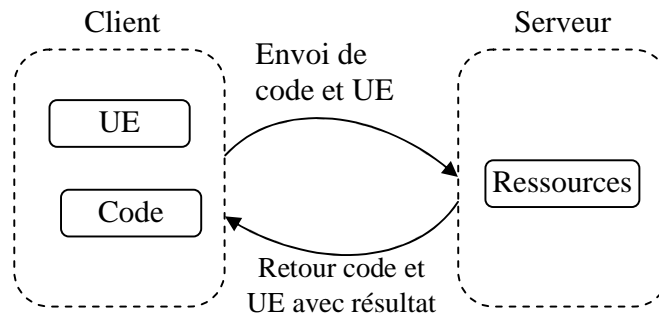 Client
Serveur
Envoi de
code et UE
UE
Code
Ressources
Retour code et
UE avec résultat